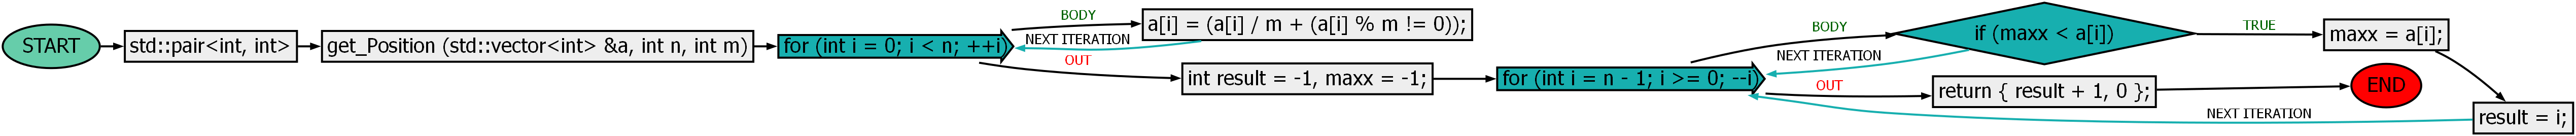 START
std::pair<int, int>
get_Position (std::vector<int> &a, int n, int m)
for (int i = 0; i < n; ++i)
BODY
a[i] = (a[i] / m + (a[i] % m != 0));
NEXT ITERATION
OUT
int result = -1, maxx = -1;
for (int i = n - 1; i >= 0; --i)
BODY
if (maxx < a[i])
NEXT ITERATION
TRUE
maxx = a[i];
OUT
return { result + 1, 0 };
END
NEXT ITERATION
result = i;